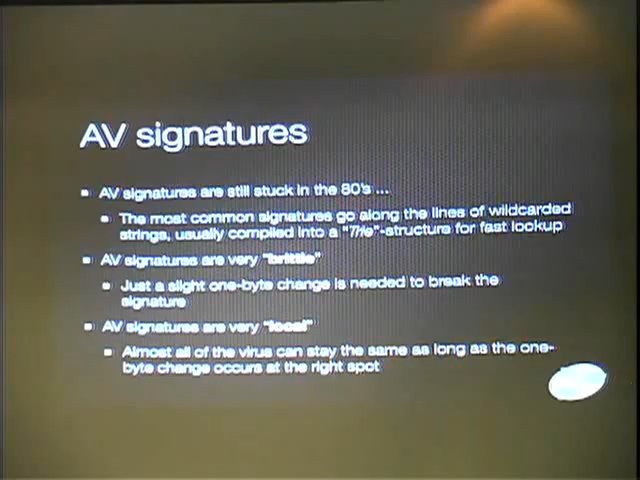 AV signatures
AV signatures are still stuck in the 80's ...
The most common signatures go along the lines of wildcarded
strings, usually compiled into a "Trie"-structure for fast lookup
AV signatures are very "brittle"
Just a slight one-byte change is needed to break the
signature
AV signatures are very "local"
Almost all of the virus can stay the same as long as the one-
byte change occurs at the right spot